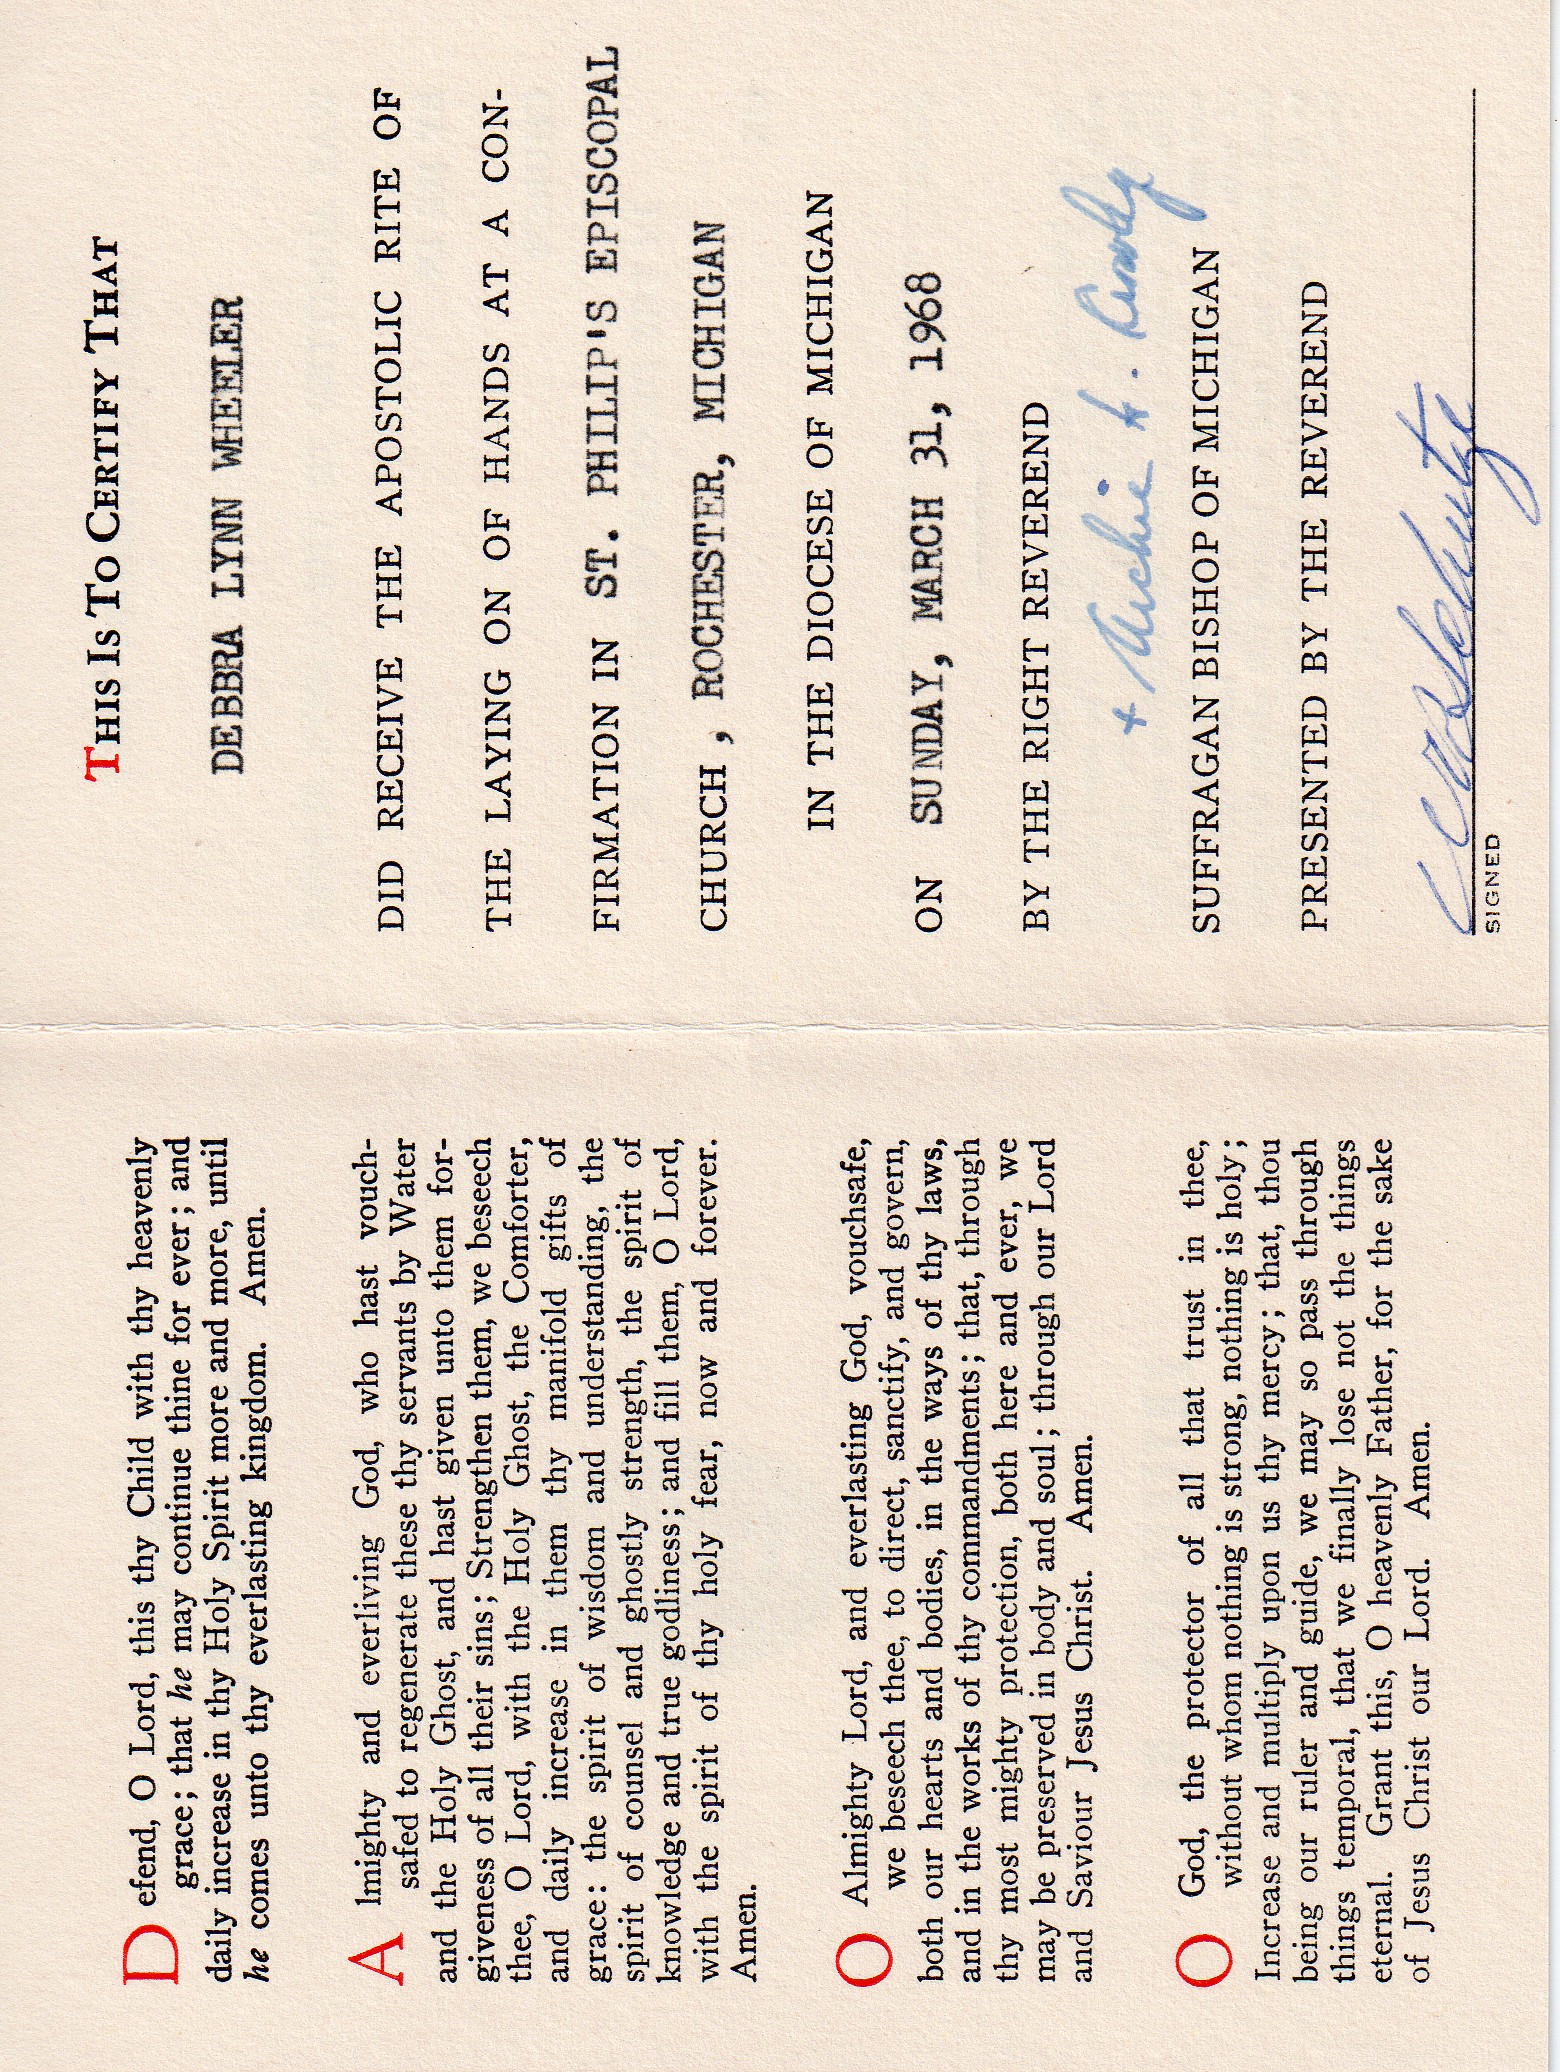 Defend, O Lord, this thy Child with thy heavenly
grace; that he may continue thine for ever; and
daily increase in thy Holy Spirit more and more, until
he comes unto thy everlasting kingdom. Amen.
Almighty and everliving God, who hast vouch-
safed to regenerate these thy servants by Water
and the Holy Ghost, and hast given unto them for-
giveness of all their sins; Strengthen them, we beseech
thee, O Lord, with the Holy Ghost, the Comforter,
and daily increase in them thy manifold gifts of
grace: the spirit of wisdom and understanding, the
spirit of counsel and ghostly strength, the spirit of
knowledge and true godliness; and fill them, O Lord,
with the spirit of thy holy fear, now and forever.
Amen.
O Almighty Lord, and everlasting God, vouchsafe,
we beseech thee, to direct, sanctify, and govern,
both our hearts and bodies, in the ways of thy laws,
and in the works of thy commandments; that, through
thy most mighty protection, both here and ever, we
may be preserved in body and soul; through our Lord
and Saviour Jesus Christ. Amen.
O God, the protector of all that trust in thee,
without whom nothing is strong, nothing is holy;
Increase and multiply upon us thy mercy; that, thou
being our ruler and guide, we may so pass through
things temporal, that we finally lose not the things
eternal. Grant this, O heavenly Father, for the sake
of Jesus Christ our Lord. Amen.
THIS IS TO CERTIFY THAT
DEBBRA LYNN WHEELER
DID RECEIVE THE APOSTOLIC RITE OF
THE LAYING ON OF HANDS AT A CON-
FIRMATION IN ST. PHILIP'S EPISCOPAL
CHURCH, ROCHESTER, MICHIGAN
IN THE DIOCESE OF MICHIGAN
ON SUNDAY, MARCH 31, 1968
BY THE RIGHT REVEREND
+ Archie H. Crowley
SUFFRAGAN BISHOP OF MICHIGAN
PRESENTED BY THE REVEREND
SIGNED